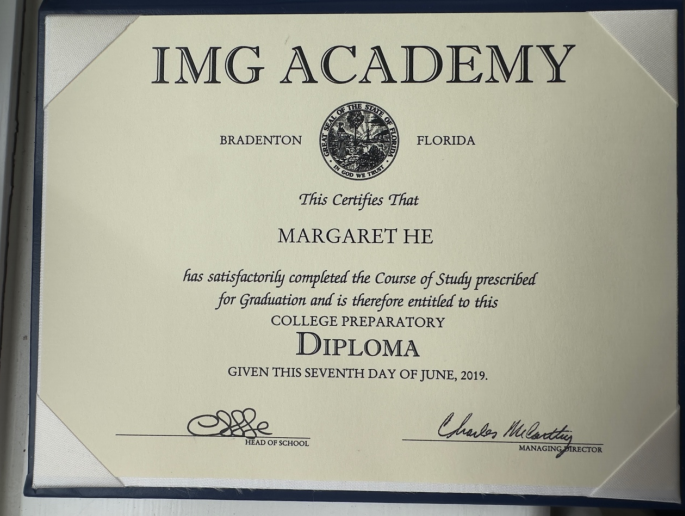 IMG ACADEMY
BRADENTON FLORIDA
GREAT SEAL OF THE STATE OF FLORIDA
IN GOD WE TRUST
This Certifies That
MARGARET HE
has satisfactorily completed the Course of Study prescribed
for Graduation and is therefore entitled to this
COLLEGE PREPARATORY
DIPLOMA
GIVEN THIS SEVENTH DAY OF JUNE, 2019.
Charles McCarthy
HEAD OF SCHOOL
MANAGING DIRECTOR